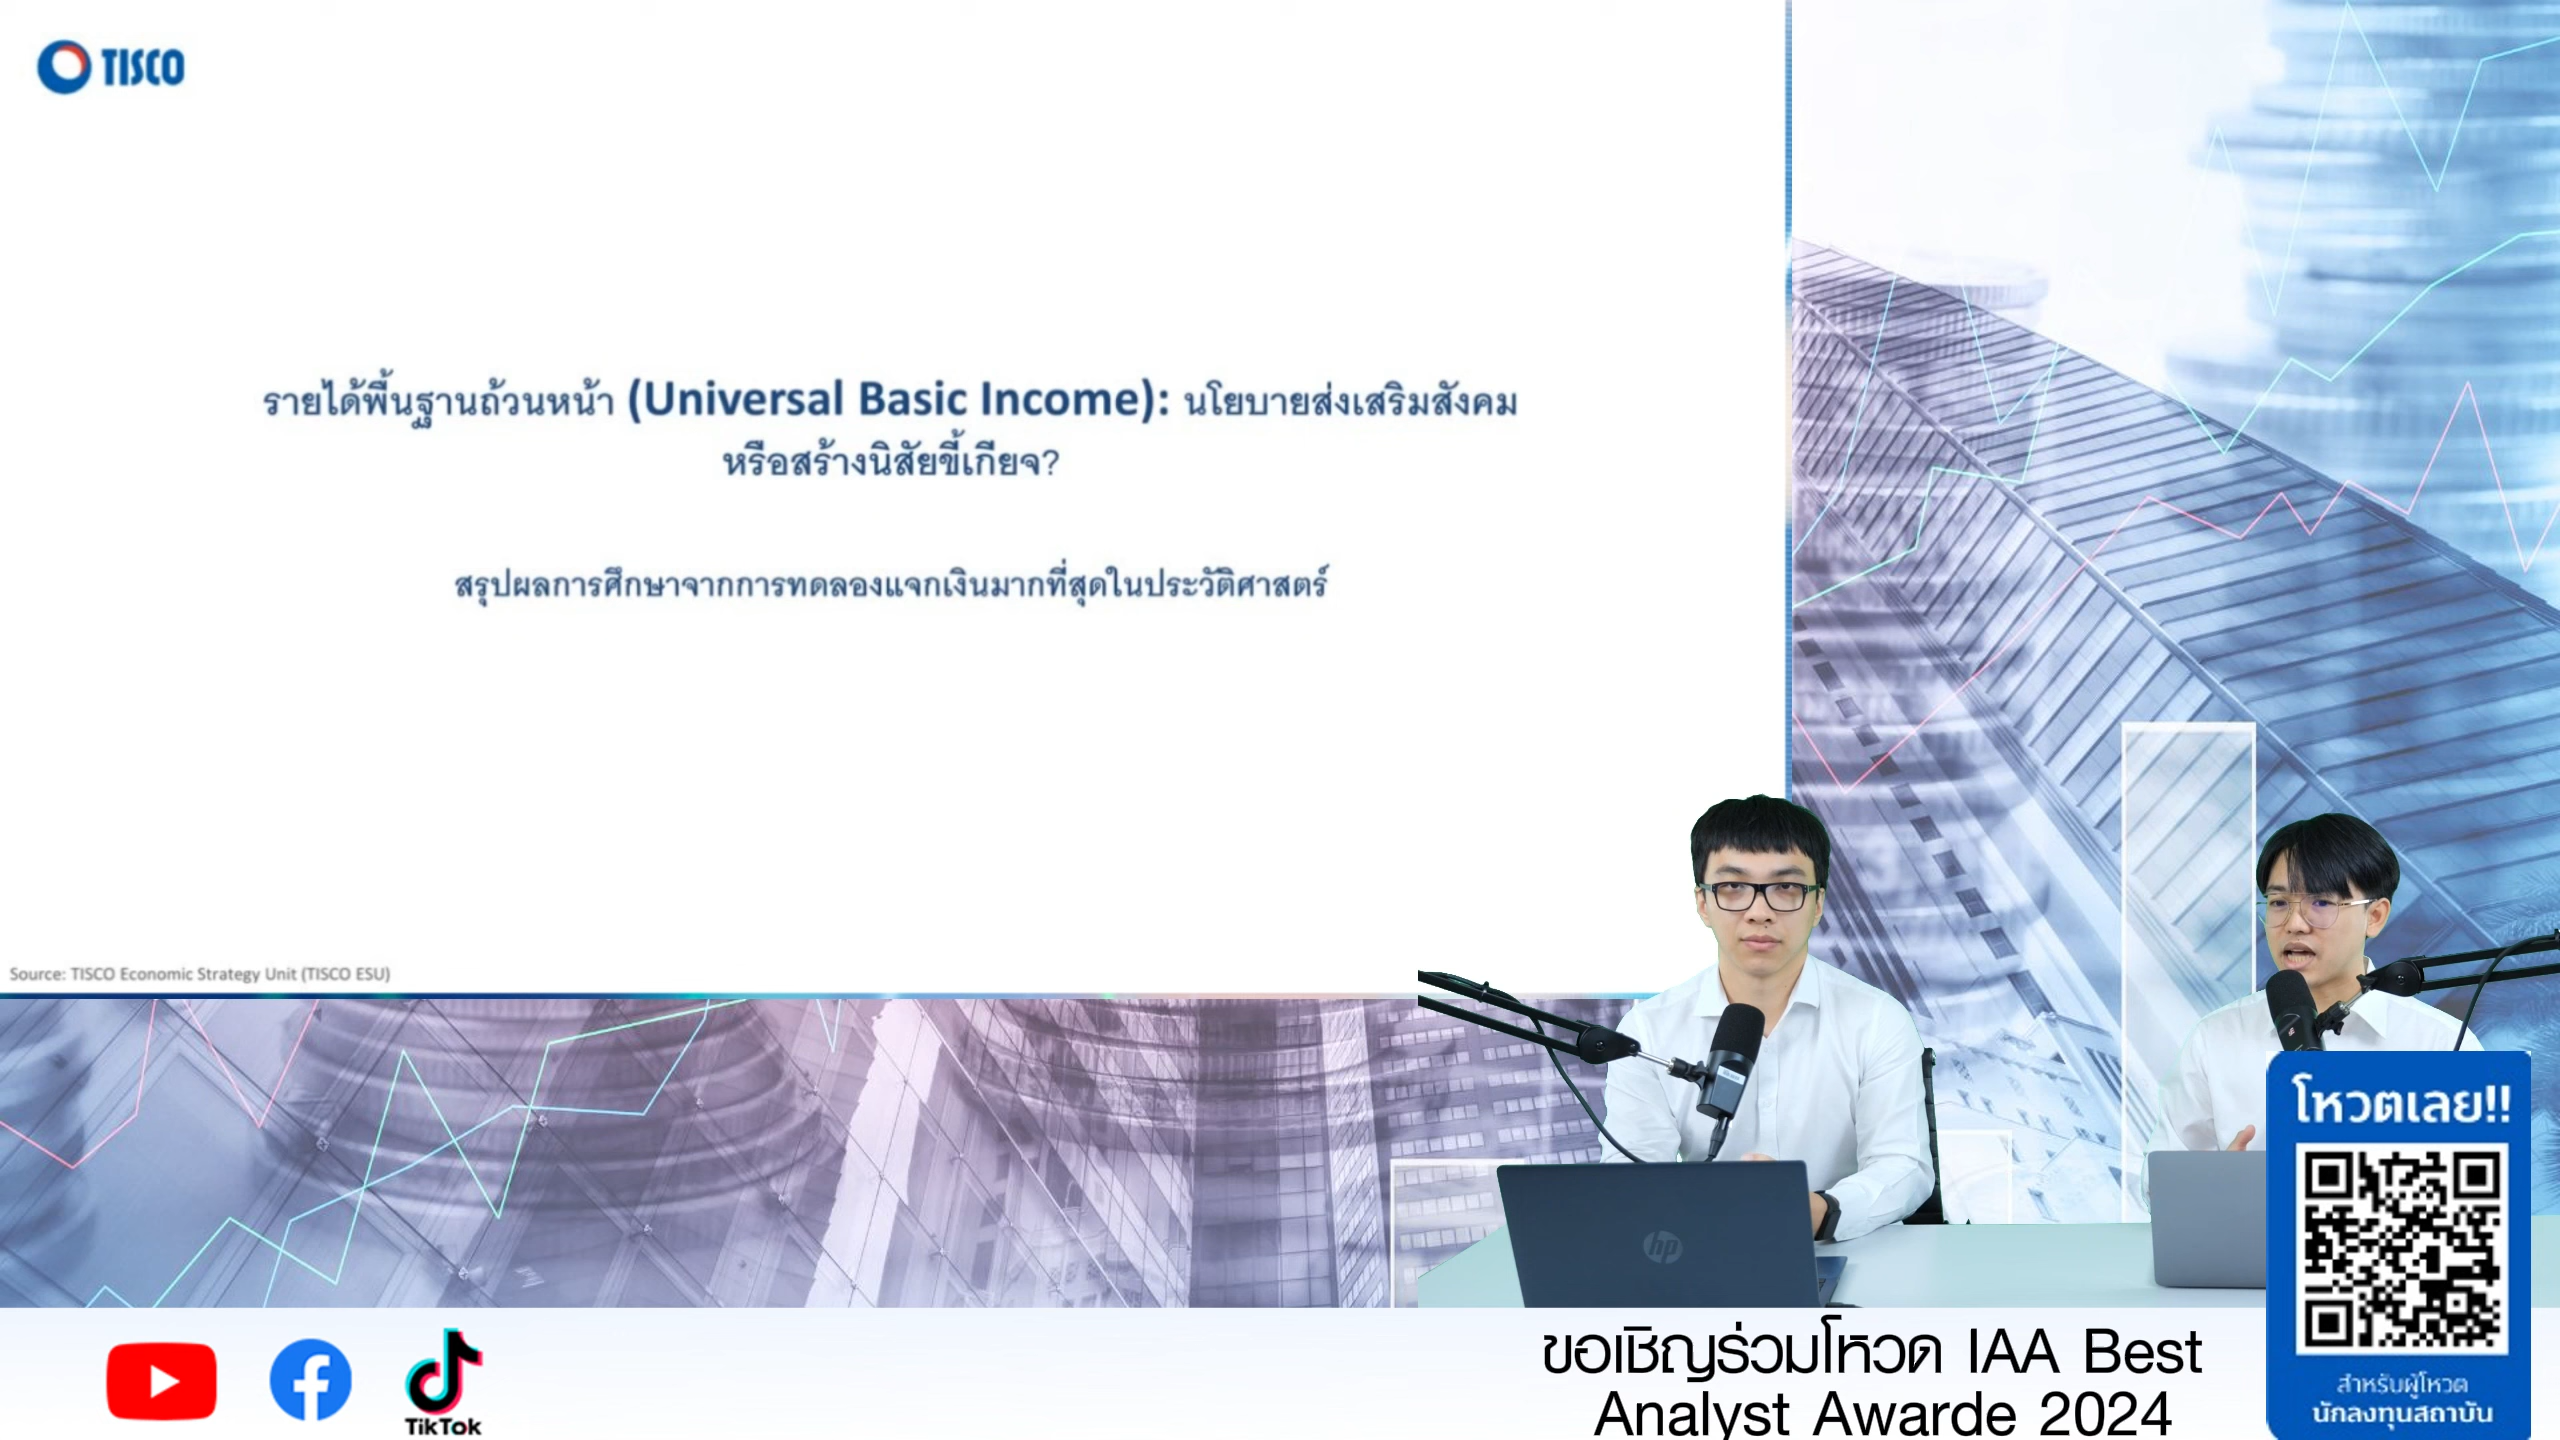 TISCO
รายได้พื้นฐานถ้วนหน้า (Universal Basic Income): นโยบายส่งเสริมสังคม
หรือสร้างนิสัยขี้เกียจ?
สรุปผลการศึกษาจากการทดลองแจกเงินมากที่สุดในประวัติศาสตร์
Source: TISCO Economic Strategy Unit (TISCO ESU)
hp
โหวตเลย!!
สำหรับผู้โหวต
นักลงทุนสถาบัน
TikTok
ขอเชิญร่วมโหวด IAA Best
Analyst Awarde 2024